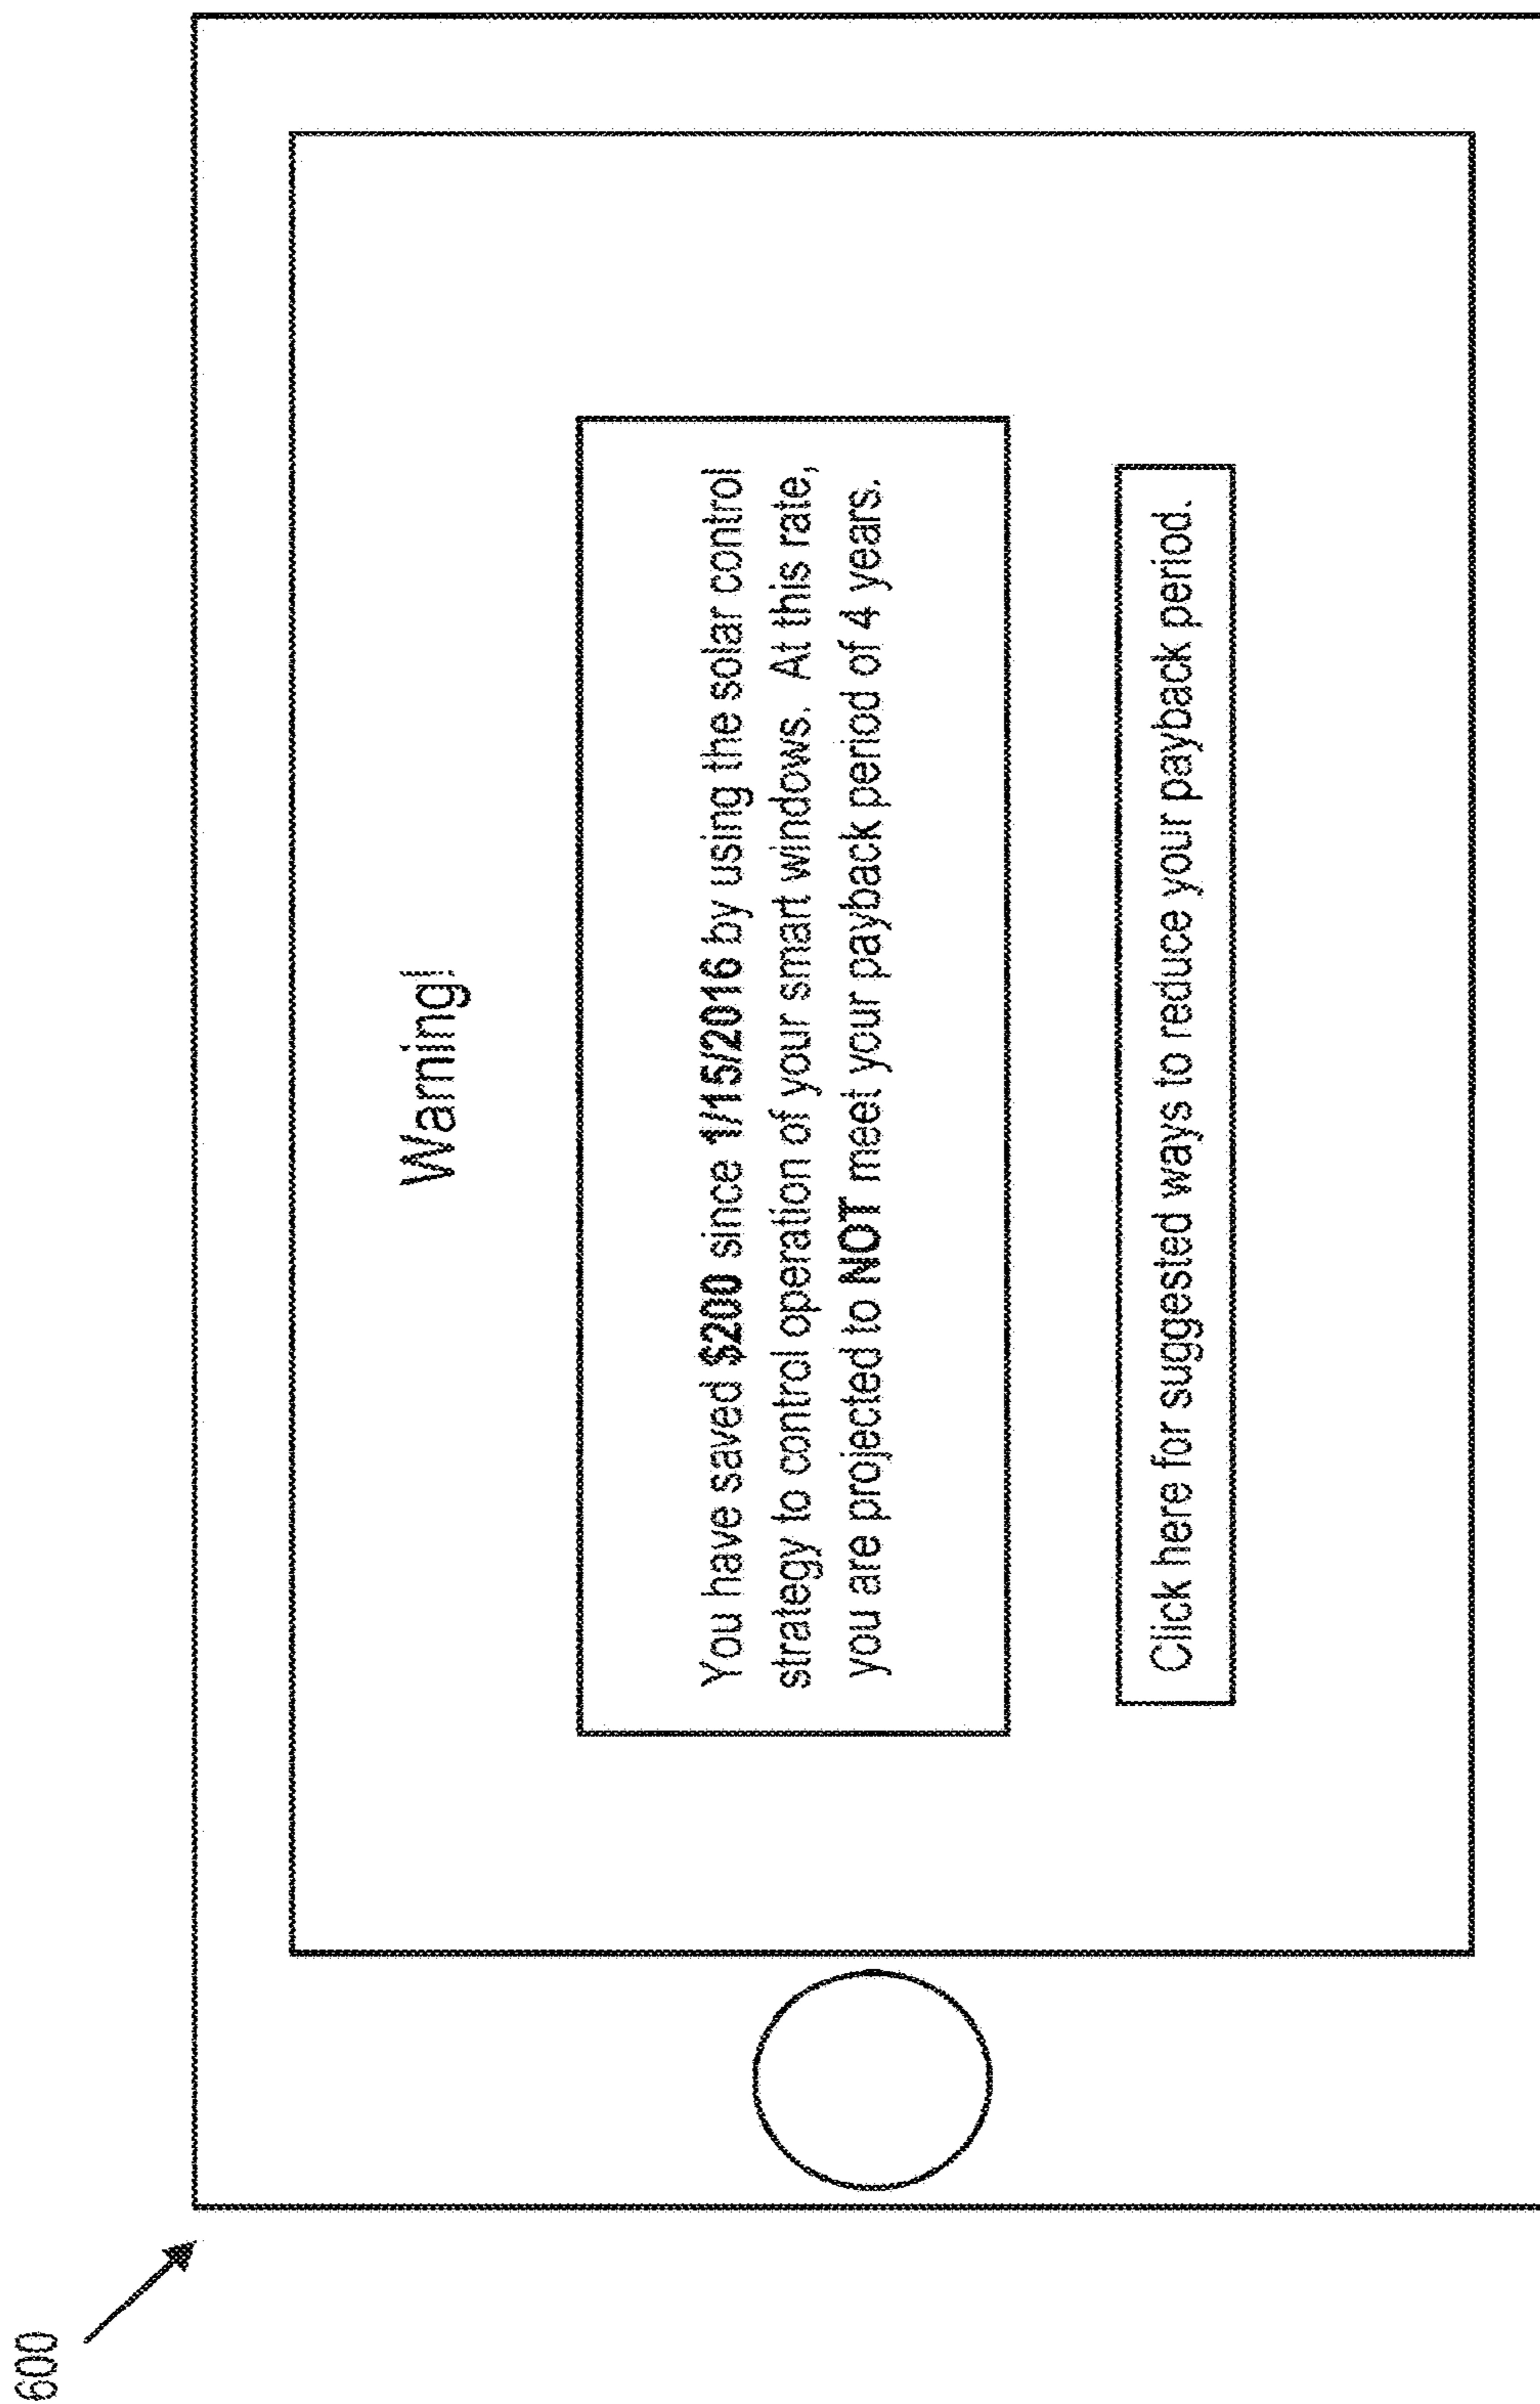 600
Warning!
You have saved $200 since 1/15/2016 by using the solar control
strategy to control operation of your smart windows. At this rate,
you are projected to NOT meet your payback period of 4 years.
Click here for suggested ways to reduce your payback period.